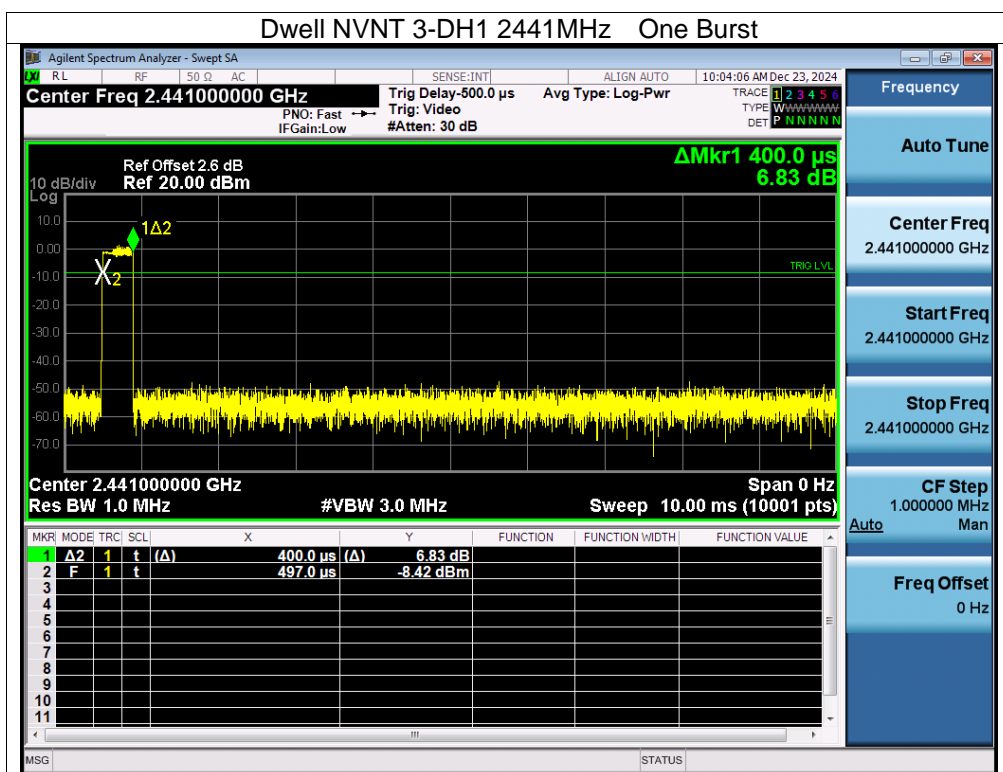 Dwell NVNT 3-DH1 2441MHz One Burst
Agilent Spectrum Analyzer - Swept SA
LXI RL RF 50 Ω AC SENSE:INT ALIGN AUTO 10:04:06 AM Dec 23, 2024
Center Freq 2.441000000 GHz Trig Delay-500.0 µs Avg Type: Log-Pwr TRACE 1 2 3 4 5 6
PNO: Fast Trig: Video TYPE WWWWWWW
IFGain:Low #Atten: 30 dB DET P N N N N N
Frequency
Auto Tune
Center Freq
2.441000000 GHz
Start Freq
2.441000000 GHz
Stop Freq
2.441000000 GHz
CF Step
1.000000 MHz
Auto Man
Freq Offset
0 Hz
ΔMkr1 400.0 µs
6.83 dB
Ref Offset 2.6 dB
10 dB/div Ref 20.00 dBm
Log
10.0
1Δ2
0.00
TRIG LVL
-10.0
2
-20.0
-30.0
-40.0
-50.0
-60.0
-70.0
Center 2.441000000 GHz Span 0 Hz
Res BW 1.0 MHz #VBW 3.0 MHz Sweep 10.00 ms (10001 pts)
MKR MODE TRC SCL X Y FUNCTION FUNCTION WIDTH FUNCTION VALUE
1 Δ2 1 t (Δ) 400.0 µs (Δ) 6.83 dB
2 F 1 t 497.0 µs -8.42 dBm
3
4
5
6
7
8
9
10
11
MSG STATUS